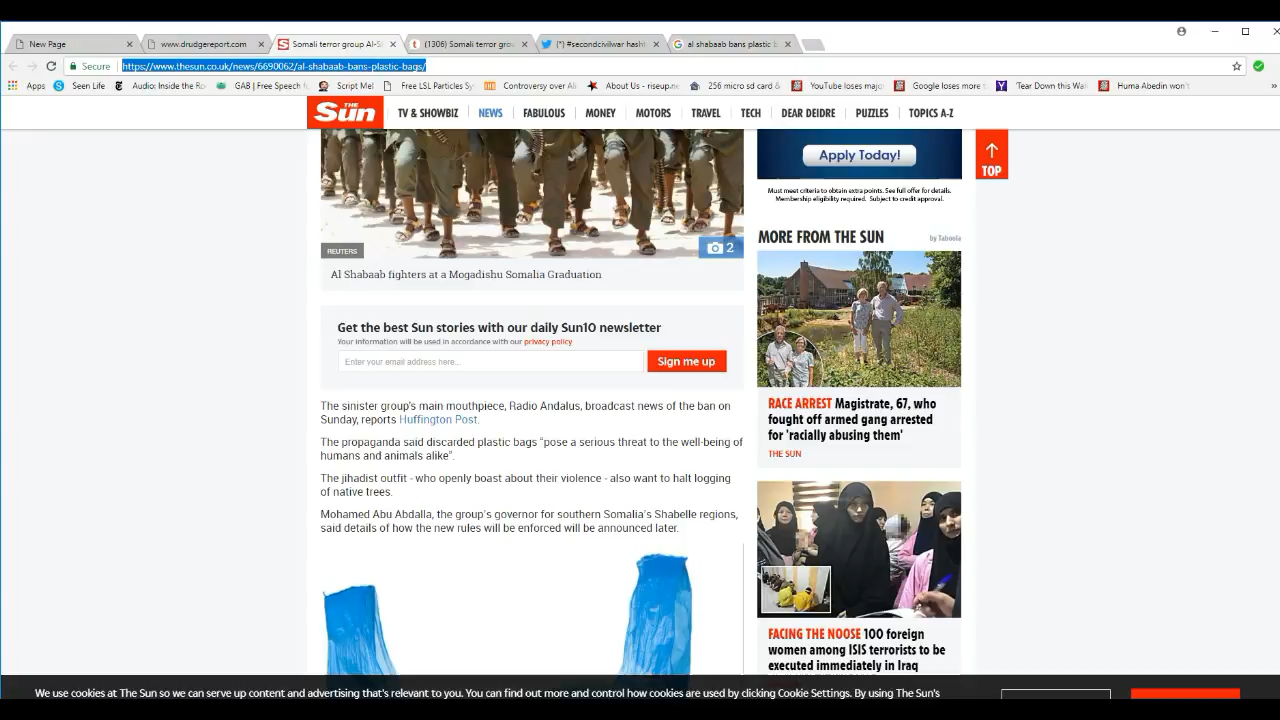 New Page
www.drudgereport.com
Somali terror group Al-S
(1306) Somali terror grou
(*) #secondcivilwar hasht
al shabaab bans plastic b
Secure
https://www.thesun.co.uk/news/6690062/al-shabaab-bans-plastic-bags/
Apps
Seen Life
Audio: Inside the Ro
GAB | Free Speech f
Script Mel
Free LSL Particles Sy
Controversy over Al
About Us - riseup.ne
256 micro sd card &
YouTube loses majo
Google loses more
'Tear Down this Wal
Huma Abedin won't
»
THE Sun
TV & SHOWBIZ
NEWS
FABULOUS
MONEY
MOTORS
TRAVEL
TECH
DEAR DEIDRE
PUZZLES
TOPICS A-Z
TOP
REUTERS
2
Al Shabaab fighters at a Mogadishu Somalia Graduation
Get the best Sun stories with our daily Sun10 newsletter
Your information will be used in accordance with our privacy policy
Enter your email address here...
Sign me up
The sinister group's main mouthpiece, Radio Andalus, broadcast news of the ban on
Sunday, reports Huffington Post.
The propaganda said discarded plastic bags "pose a serious threat to the well-being of
humans and animals alike".
The jihadist outfit - who openly boast about their violence - also want to halt logging
of native trees.
Mohamed Abu Abdalla, the group's governor for southern Somalia's Shabelle regions,
said details of how the new rules will be enforced will be announced later.
Apply Today!
Must meet criteria to obtain extra points. See full offer for details.
Membership eligibility required. Subject to credit approval.
MORE FROM THE SUN
by Taboola
RACE ARREST Magistrate, 67, who
fought off armed gang arrested
for 'racially abusing them'
THE SUN
FACING THE NOOSE 100 foreign
women among ISIS terrorists to be
executed immediately in Iraq
We use cookies at The Sun so we can serve up content and advertising that's relevant to you. You can find out more and control how cookies are used by clicking Cookie Settings. By using The Sun's